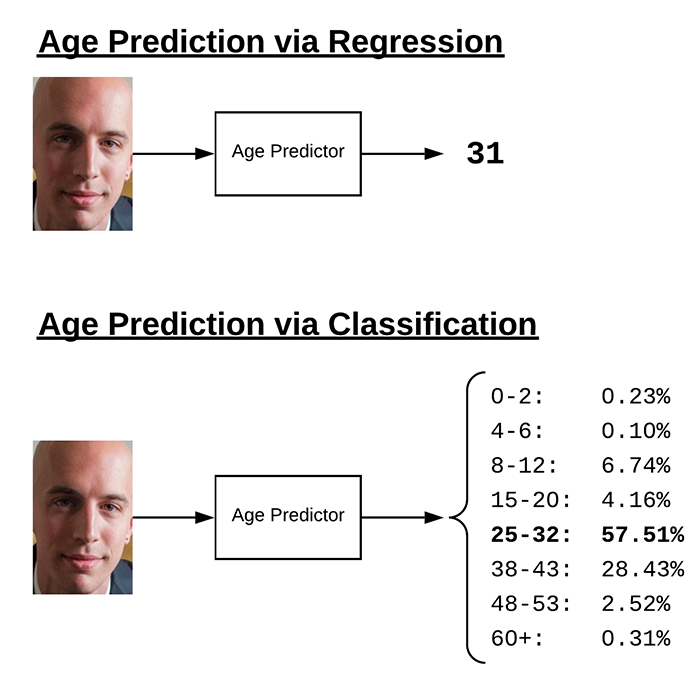 Age Prediction via Regression
Age Predictor
31
Age Prediction via Classification
Age Predictor
0-2: 0.23%
4-6: 0.10%
8-12: 6.74%
15-20: 4.16%
25-32: 57.51%
38-43: 28.43%
48-53: 2.52%
60+: 0.31%